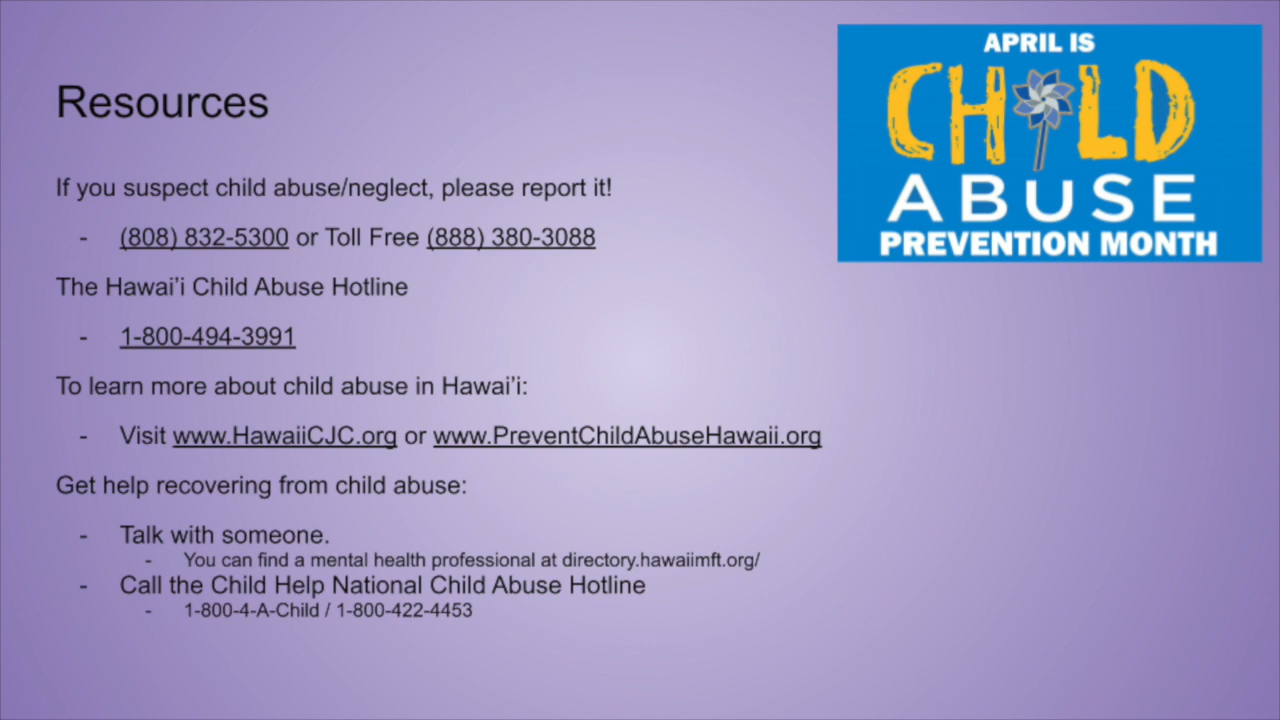 APRIL IS
CHILD
ABUSE
PREVENTION MONTH
Resources
If you suspect child abuse/neglect, please report it!
- (808) 832-5300 or Toll Free (888) 380-3088
The Hawai’i Child Abuse Hotline
- 1-800-494-3991
To learn more about child abuse in Hawai’i:
- Visit www.HawaiiCJC.org or www.PreventChildAbuseHawaii.org
Get help recovering from child abuse:
- Talk with someone.
- You can find a mental health professional at directory.hawaiimft.org/
- Call the Child Help National Child Abuse Hotline
- 1-800-4-A-Child / 1-800-422-4453